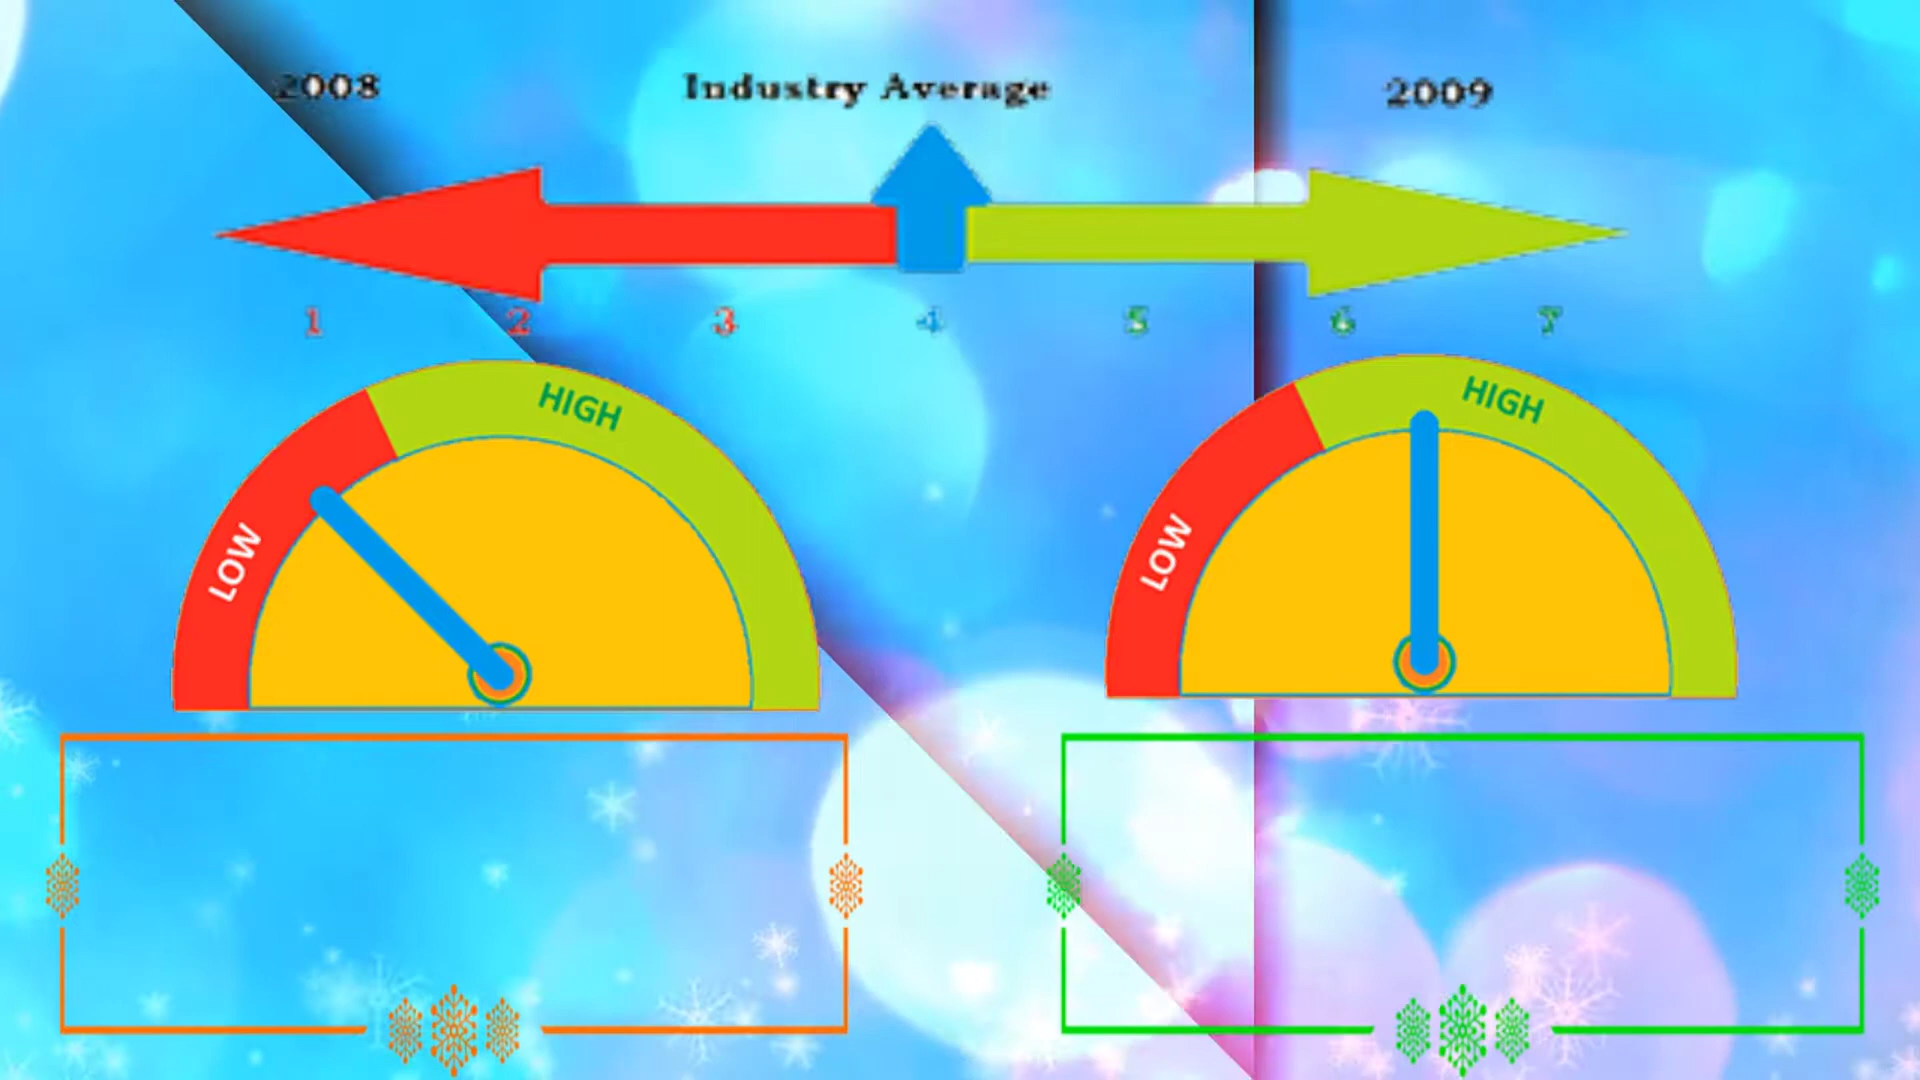 2008 Industry Average 2009
1 2 3 4 5 6 7
HIGH HIGH
LOW LOW